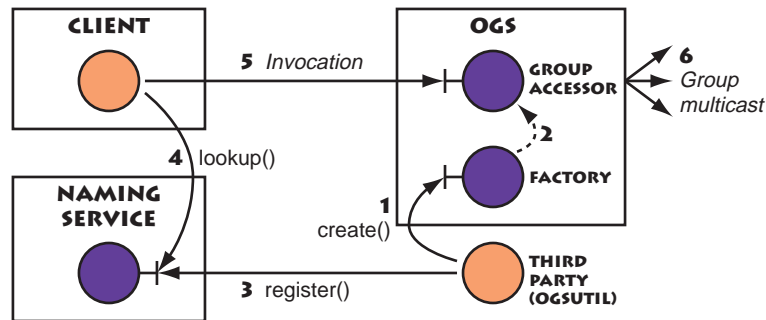 CLIENT
OGS
5 Invocation
GROUP
ACCESSOR
6
Group
multicast
2
4 lookup()
FACTORY
NAMING
SERVICE
1
create()
THIRD
PARTY
(OGSUTIL)
3 register()